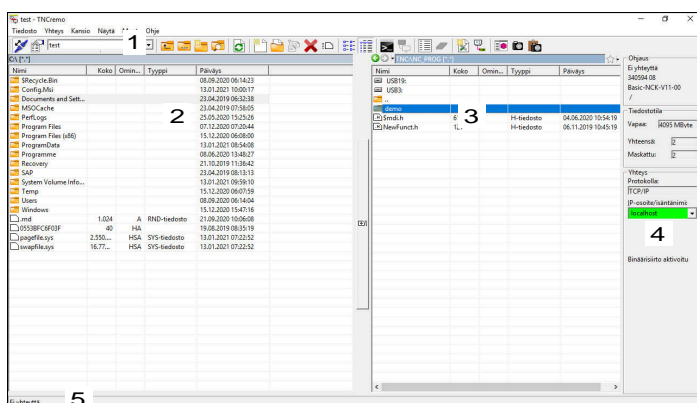 test - TNCremo
Tiedosto Yhteys Kansio Näytä Ohje
test
1
C:\ [*.*]
Nimi Koko Omin... Tyyppi Päiväys
$Recycle.Bin 08.09.2020 06:14:23
Config.Msi 13.01.2021 10:00:17
Documents and Sett... 23.04.2019 06:32:38
MSOCache 23.04.2019 07:58:05
PerfLogs 25.05.2020 15:25:26
Program Files 07.12.2020 07:20:44
Program Files (x86) 15.12.2020 06:08:00
ProgramData 13.01.2021 08:54:08
Programme 08.06.2020 13:48:27
Recovery 21.10.2019 11:36:42
SAP 23.04.2019 08:13:13
System Volume Info... 13.01.2021 09:59:10
Temp 15.12.2020 06:07:59
Users 08.09.2020 06:14:04
Windows 15.12.2020 15:47:16
.rnd 1.024 A RND-tiedosto 21.09.2020 10:06:08
0553BFC6F03F 40 HA 19.08.2019 08:35:19
pagefile.sys 2.550.... HSA SYS-tiedosto 13.01.2021 07:22:52
swapfile.sys 16.77... HSA SYS-tiedosto 13.01.2021 07:22:52
2
TNC:\NC_PROG [*.*]
Nimi Koko Omin... Tyyppi Päiväys
USB19:
USB3:
..
demo
Smdi.h 6 H-tiedosto 04.06.2020 10:54:19
NewFunct.h 1... H-tiedosto 06.11.2019 10:45:19
3
Ohjaus
Ei yhteyttä
340594 08
Basic-NCK-V11-00
/
Tiedostotila
Vapaa: 4095 MByte
Yhteensä: 2
Maskattu: 2
Yhteys
Protokolla:
TCP/IP
IP-osoite/isäntänimi:
localhost
4
Binäärisiirto aktivoitu
Ei yhteyttä
5